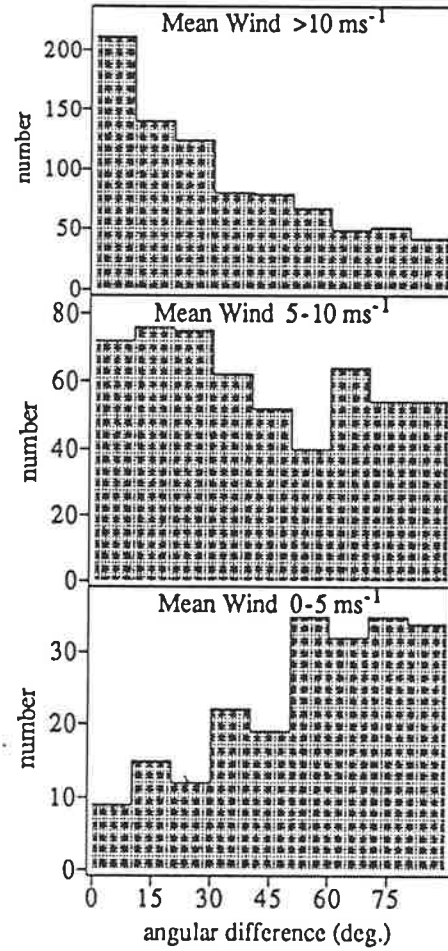 Mean Wind >10 ms⁻¹
200
150
100
50
0
number
Mean Wind 5-10 ms⁻¹
80
60
40
20
0
number
Mean Wind 0-5 ms⁻¹
30
20
10
0
number
0 15 30 45 60 75
angular difference (deg.)